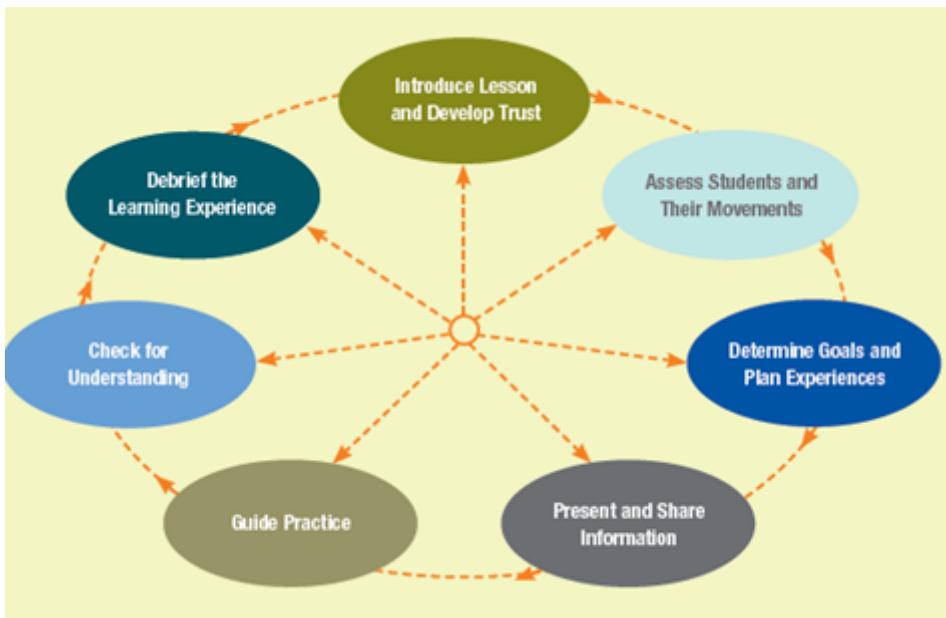 Introduce Lesson
and Develop Trust
Assess Students and
Their Movements
Determine Goals and
Plan Experiences
Present and Share
Information
Guide Practice
Check for
Understanding
Debrief the
Learning Experience